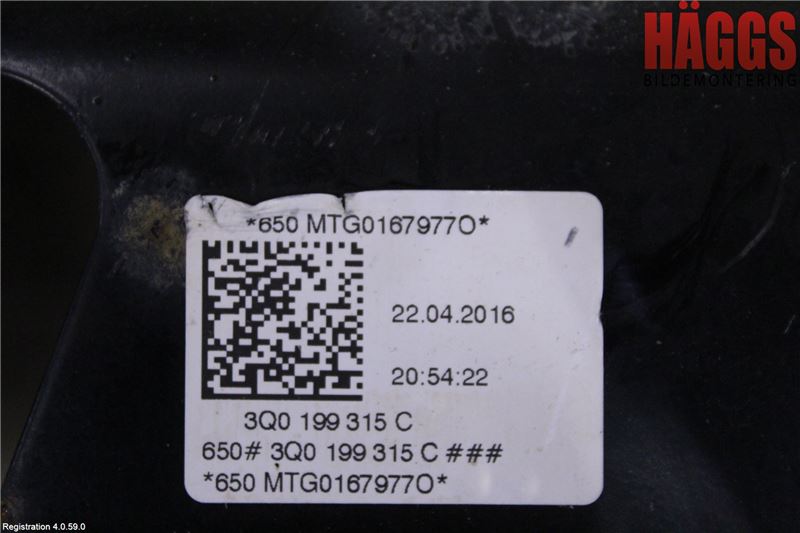 HÄGGS
BILDEMONTERING
*650 MTG0167977O*
22.04.2016
20:54:22
3Q0 199 315 C
650# 3Q0 199 315 C ###
*650 MTG0167977O*
Registration 4.0.59.0